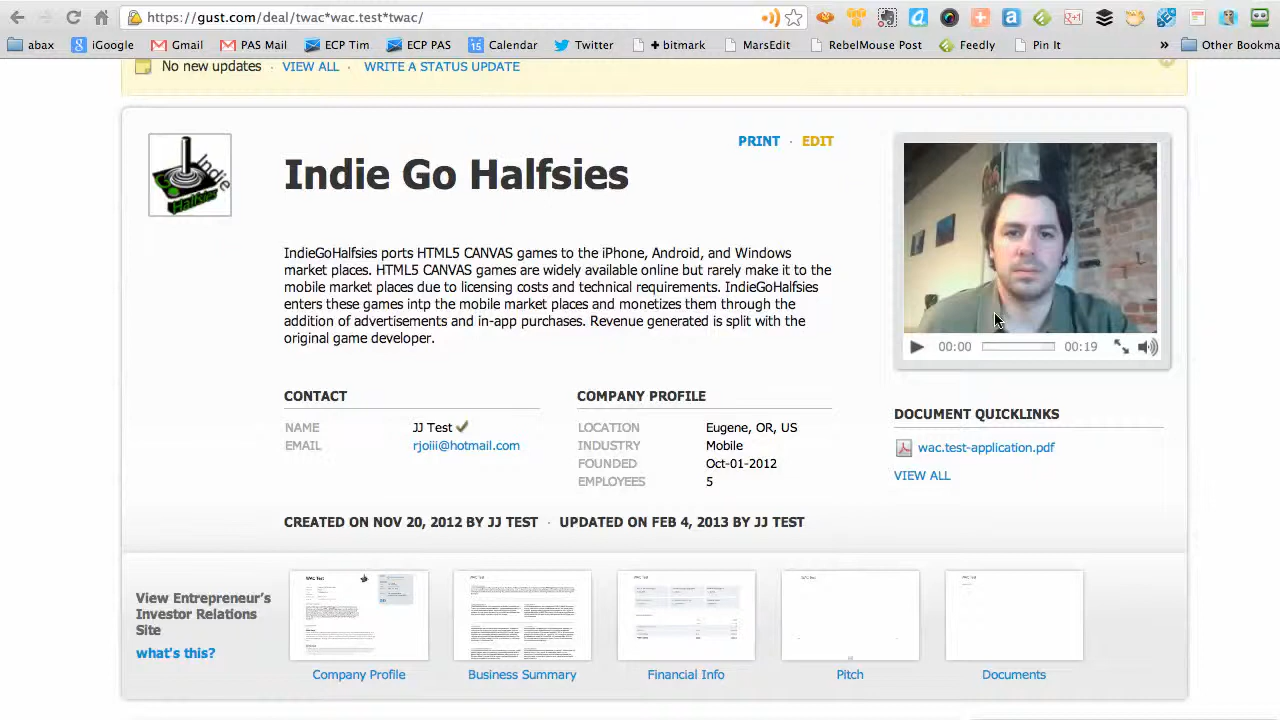 https://gust.com/deal/twac*wac.test*twac/
abax iGoogle Gmail PAS Mail ECP Tim ECP PAS Calendar Twitter + bitmark MarsEdit RebelMouse Post Feedly Pin It » Other Bookma
No new updates · VIEW ALL · WRITE A STATUS UPDATE
PRINT · EDIT
Indie Go Halfsies
Indie
Halfsies
IndieGoHalfsies ports HTML5 CANVAS games to the iPhone, Android, and Windows
market places. HTML5 CANVAS games are widely available online but rarely make it to the
mobile market places due to licensing costs and technical requirements. IndieGoHalfsies
enters these games intp the mobile market places and monetizes them through the
addition of advertisements and in-app purchases. Revenue generated is split with the
original game developer.
00:00 00:19
CONTACT
NAME JJ Test
EMAIL rjoiii@hotmail.com
COMPANY PROFILE
LOCATION Eugene, OR, US
INDUSTRY Mobile
FOUNDED Oct-01-2012
EMPLOYEES 5
DOCUMENT QUICKLINKS
wac.test-application.pdf
VIEW ALL
CREATED ON NOV 20, 2012 BY JJ TEST · UPDATED ON FEB 4, 2013 BY JJ TEST
View Entrepreneur's
Investor Relations
Site
what's this?
Company Profile Business Summary Financial Info Pitch Documents